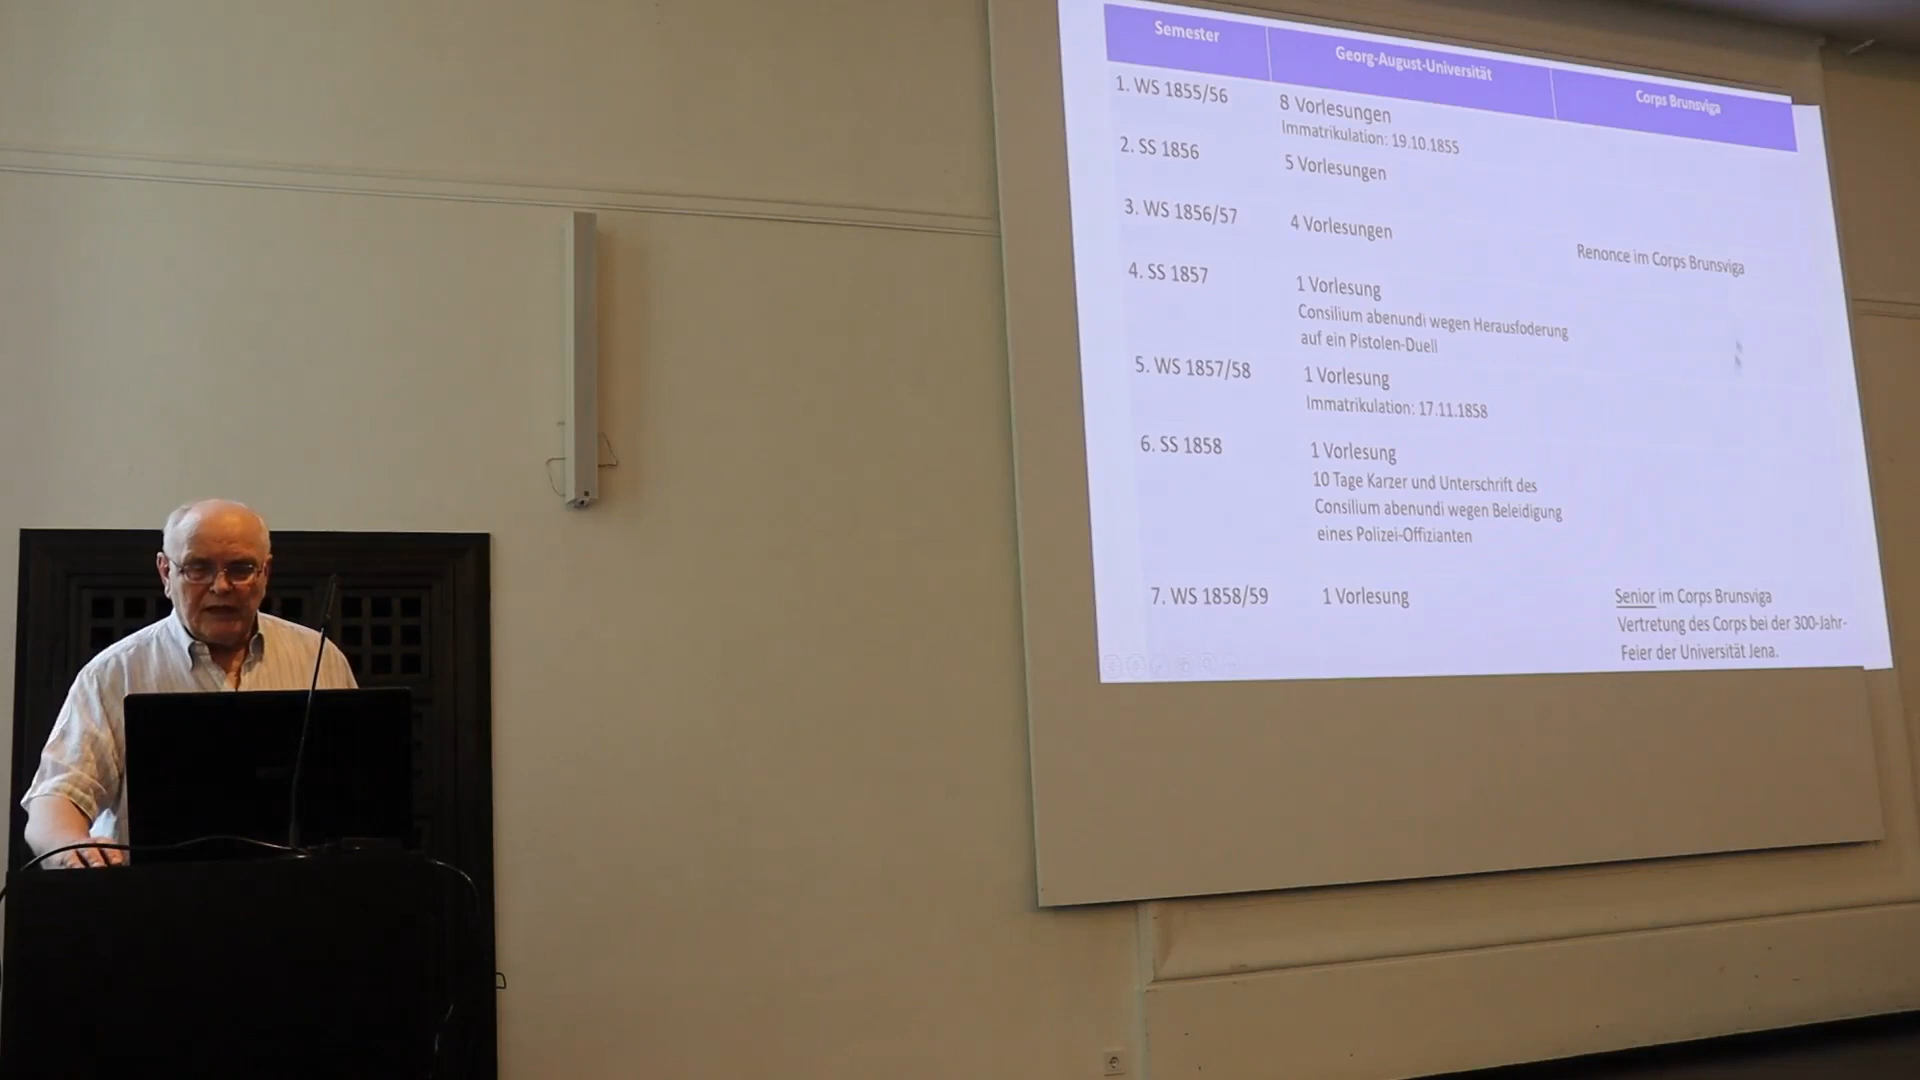 Semester Georg-August-Universität Corps Brunsviga
1. WS 1855/56 8 Vorlesungen
Immatrikulation: 19.10.1855
2. SS 1856 5 Vorlesungen
3. WS 1856/57 4 Vorlesungen
Renonce im Corps Brunsviga
4. SS 1857 1 Vorlesung
Consilium abenundi wegen Herausfoderung
auf ein Pistolen-Duell
5. WS 1857/58 1 Vorlesung
Immatrikulation: 17.11.1858
6. SS 1858 1 Vorlesung
10 Tage Karzer und Unterschrift des
Consilium abenundi wegen Beleidigung
eines Polizei-Offizianten
7. WS 1858/59 1 Vorlesung Senior im Corps Brunsviga
Vertretung des Corps bei der 300-Jahr-
Feier der Universität Jena.